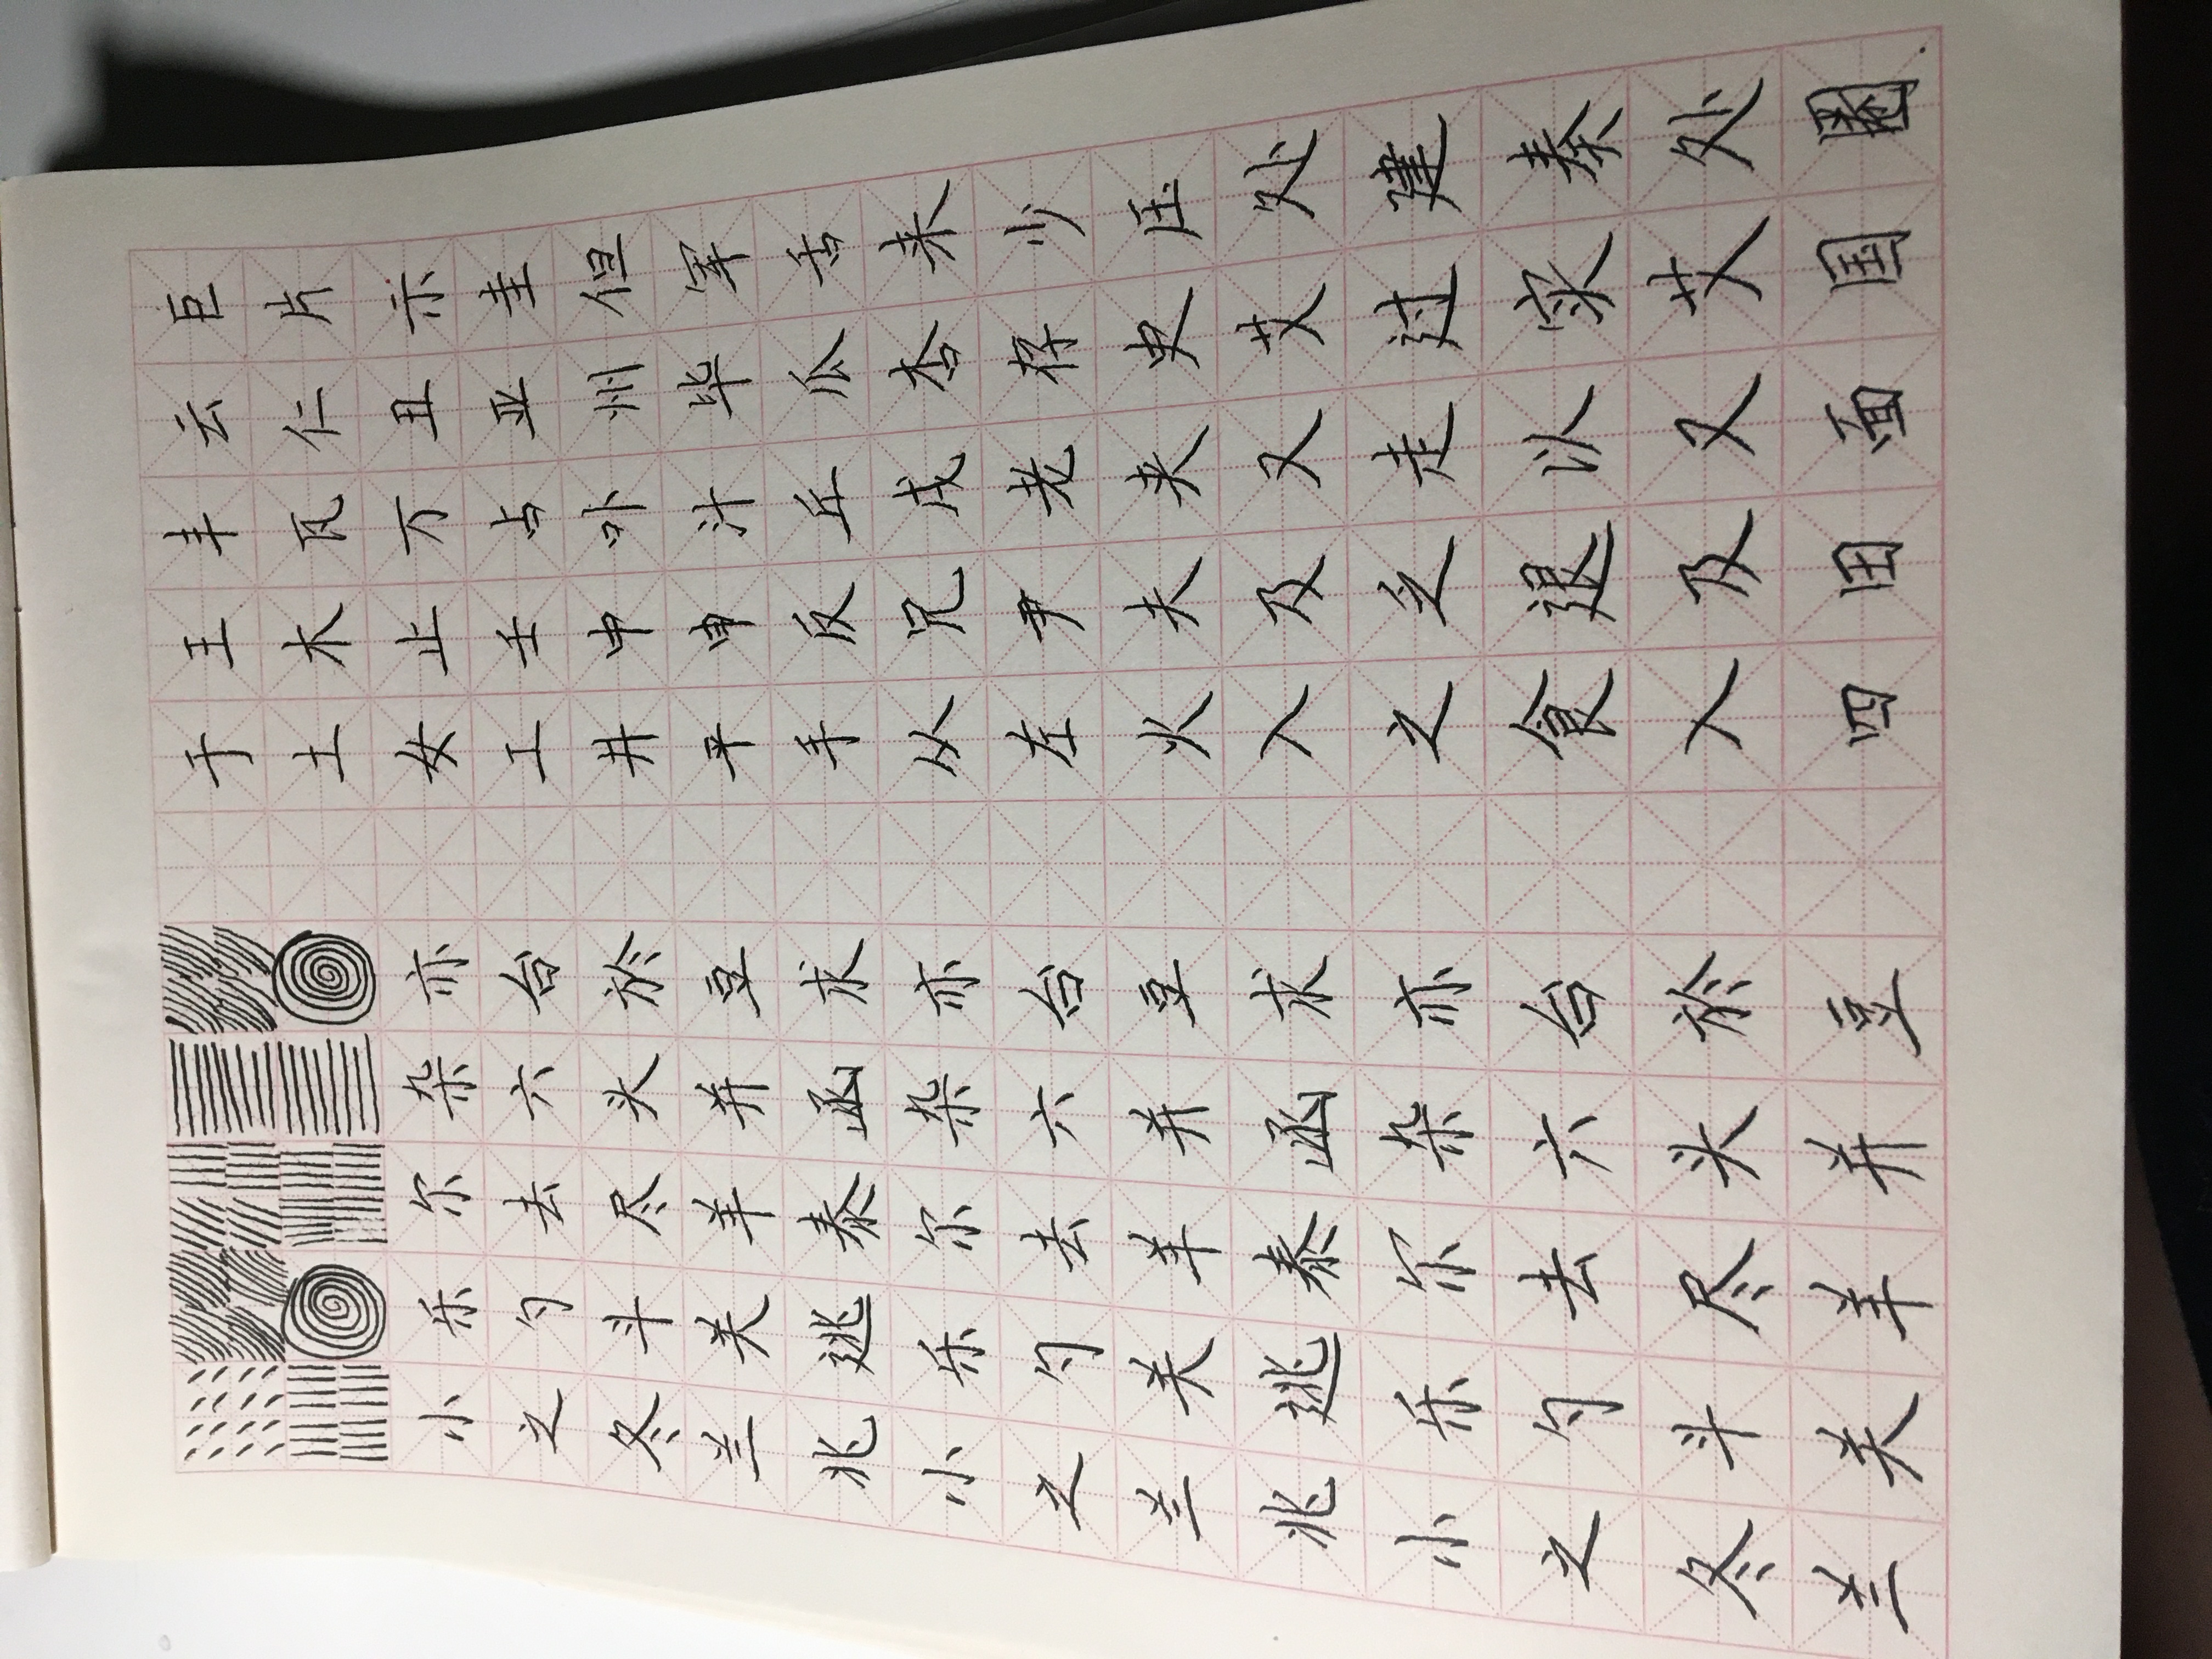 于 王 丰 云 巨
土 木 瓦 仁 片
小 乐 尔 杂 亦 女 止 万 丑 示
之 勺 去 六 台 工 壬 占 亚 圭
冬 斗 尽 头 於 井 中 卟 州 但
兰 关 羊 并 豆 平 申 汁 毕 军
兆 逃 泰 函 求 手 反 丘 瓜 舌
小 乐 尔 杂 亦 从 兄 戌 杏 来
之 勺 去 六 台 左 尹 老 存 少
兰 关 羊 并 豆 火 夫 夹 史 压
兆 逃 泰 函 求 入 及 又 艾 处
小 乐 尔 杂 亦 之 乏 走 过 建
之 勺 去 六 台 食 退 以 实 奏
冬 斗 尽 头 於 入 及 又 艾 处
兰 关 羊 并 豆 四 田 面 国 圈